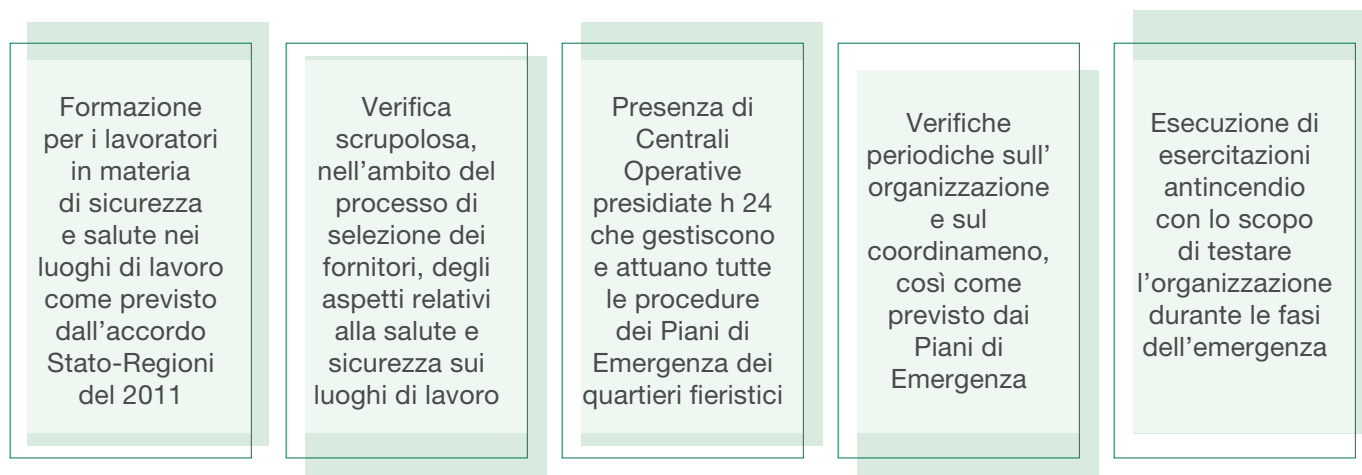 Formazione
per i lavoratori
in materia
di sicurezza
e salute nei
luoghi di lavoro
come previsto
dall’accordo
Stato-Regioni
del 2011
Verifica
scrupolosa,
nell’ambito del
processo di
selezione dei
fornitori, degli
aspetti relativi
alla salute e
sicurezza sui
luoghi di lavoro
Presenza di
Centrali
Operative
presidiate h 24
che gestiscono
e attuano tutte
le procedure
dei Piani di
Emergenza dei
quartieri fieristici
Verifiche
periodiche sull’
organizzazione
e sul
coordinameno,
così come
previsto dai
Piani di
Emergenza
Esecuzione di
esercitazioni
antincendio
con lo scopo
di testare
l’organizzazione
durante le fasi
dell’emergenza